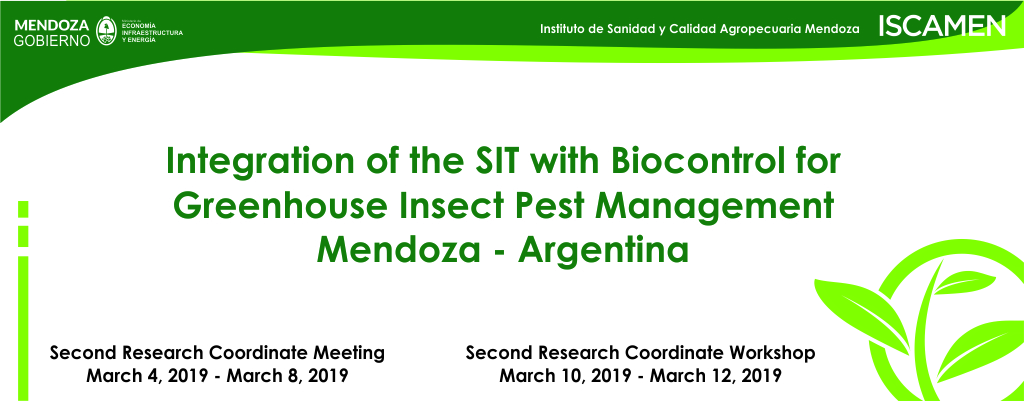 MENDOZA
GOBIERNO
ECONOMÍA
INFRAESTRUCTURA
Y ENERGÍA
Instituto de Sanidad y Calidad Agropecuaria Mendoza
ISCAMEN
Integration of the SIT with Biocontrol for
Greenhouse Insect Pest Management
Mendoza - Argentina
Second Research Coordinate Meeting
March 4, 2019 - March 8, 2019
Second Research Coordinate Workshop
March 10, 2019 - March 12, 2019